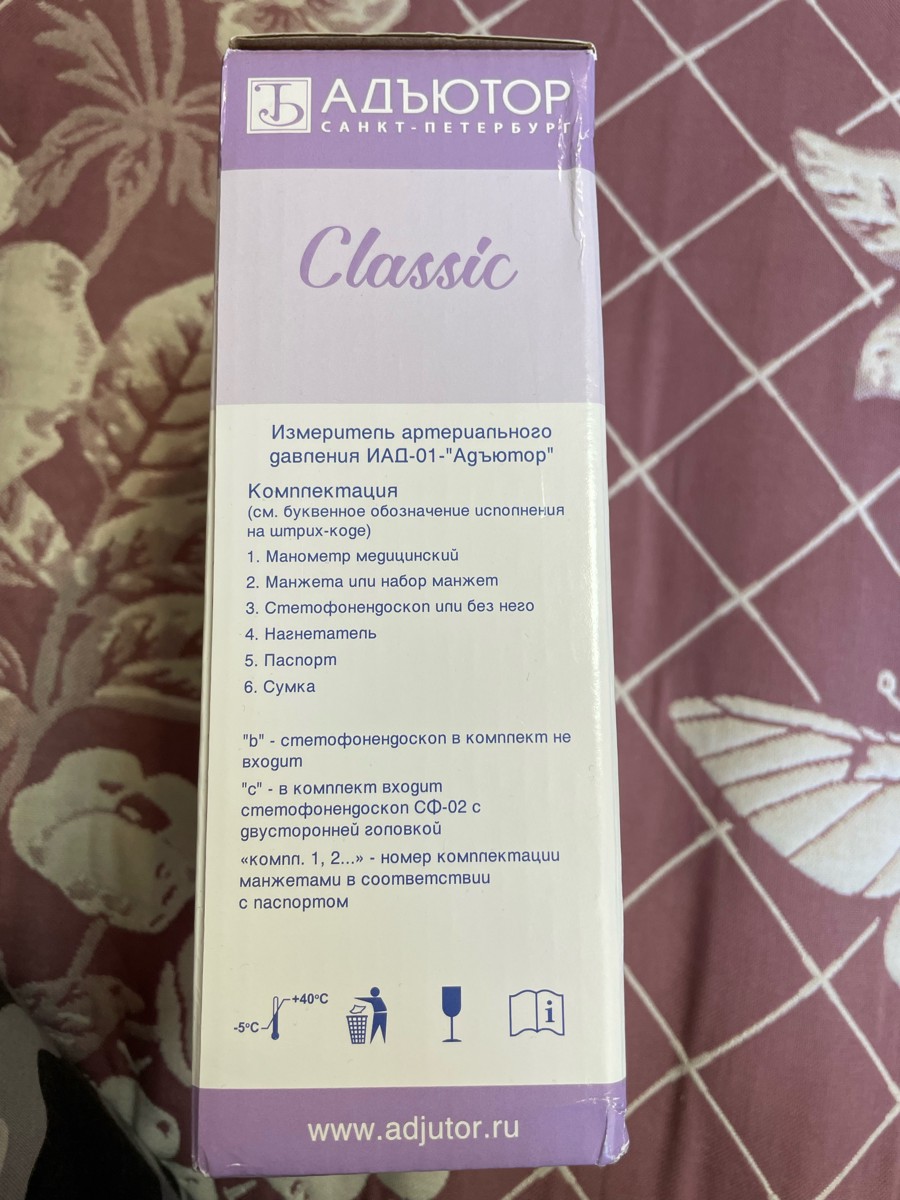 АДЪЮТОР
САНКТ-ПЕТЕРБУРГ
Classic
Измеритель артериального
давления ИАД-01-"Адъютор"
Комплектация
(см. буквенное обозначение исполнения
на штрих-коде)
1. Манометр медицинский
2. Манжета или набор манжет
3. Стетофонендоскоп или без него
4. Нагнетатель
5. Паспорт
6. Сумка
"b" - стетофонендоскоп в комплект не
входит
"c" - в комплект входит
стетофонендоскоп СФ-02 с
двусторонней головкой
«компл. 1, 2...» - номер комплектации
манжетами в соответствии
с паспортом
+40°C
-5°C
i
www.adjutor.ru